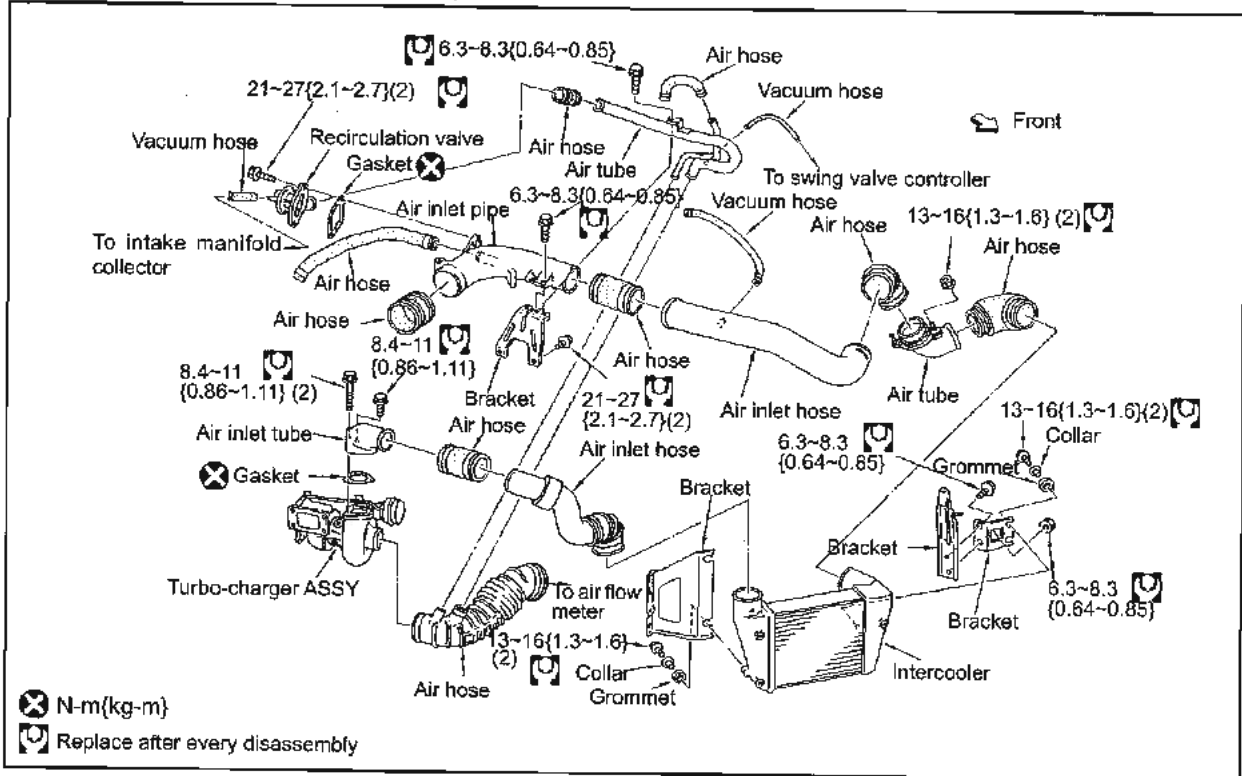 6.3~8.3{0.64~0.85}
Air hose
21~27{2.1~2.7}(2)
Vacuum hose
Front
Vacuum hose
Recirculation valve
Gasket
Air hose
Air tube
To swing valve controller
6.3~8.3{0.64~0.85}
Vacuum hose
Air inlet pipe
Air hose
13~16{1.3~1.6} (2)
Air hose
To intake manifold
collector
Air hose
Air hose
8.4~11
{0.86~1.11}
Air hose
8.4~11
{0.86~1.11} (2)
Bracket
21~27
{2.1~2.7}(2)
Air inlet hose
Air tube
13~16{1.3~1.6}(2)
Collar
Air inlet tube
Air hose
Air inlet hose
6.3~8.3
{0.64~0.85}
Grommet
Gasket
Bracket
Bracket
Turbo-charger ASSY
To air flow
meter
6.3~8.3
{0.64~0.85}
Bracket
13~16{1.3~1.6}
(2)
Collar
Grommet
Air hose
Intercooler
N-m{kg-m}
Replace after every disassembly